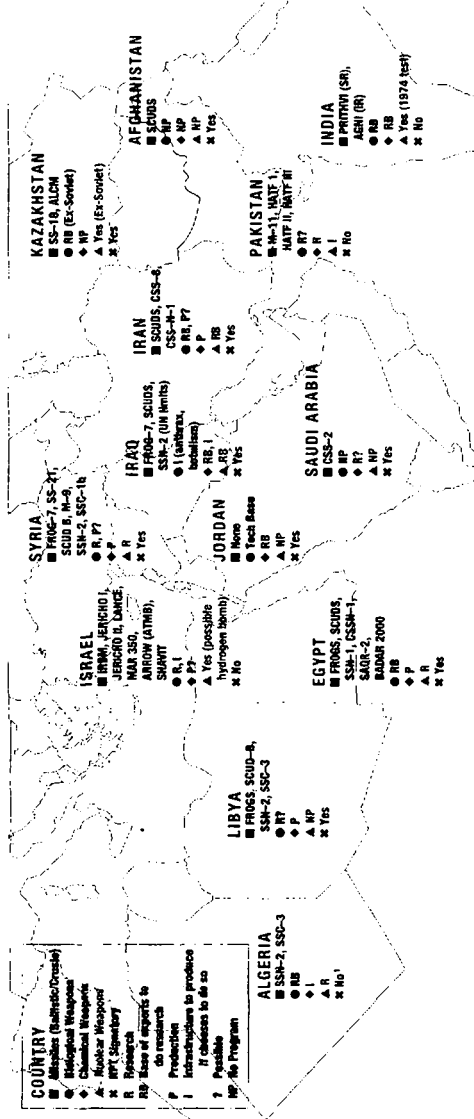 COUNTRY
■ Missiles (Ballistic/Cruise)
● Biological Weapons
◆ Chemical Weapons
▲ Nuclear Weapons
✖ NPT Signatory
R Research
RB Base of experts to
do research
P Production
I Infrastructure to produce
if chooses to do so
? Possible
NP No Program
ALGERIA
■ SSN-2, SSC-3
● RB
◆ I
▲ R
✖ No¹
LIBYA
■ FROGS, SCUD-B,
SSN-2, SSC-3
● R?
◆ P
▲ NP
✖ Yes
EGYPT
■ FROGS, SCUDS,
SSN-1, CSSN-1,
SAQR-2,
BADAR 2000
● RB
◆ P
▲ R
✖ Yes
ISRAEL
■ JERICHO I,
JERICHO II, LANCE,
MAR 350,
ARROW (ATMB),
SHAVIT
● R, I
◆ P?
▲ Yes (possible
hydrogen bomb)
✖ No
SYRIA
■ FROG-7, SS-21,
SCUD B, M-9,
SSN-2, SSC-1b
● R, P?
◆ P
▲ R
✖ Yes
JORDAN
■ None
● Tech Base
◆ RB
▲ NP
✖ Yes
IRAQ
■ FROG-7, SCUDS,
SSN-2 (UN limits)
● I (anthrax,
botulism)
◆ RB, I
▲ RB
✖ Yes
SAUDI ARABIA
■ CSS-2
● NP
◆ R?
▲ NP
✖ Yes
IRAN
■ SCUDS, CSS-8,
CSS-N-1
● RB, P?
◆ P
▲ RB
✖ Yes
KAZAKHSTAN
■ SS-18, ALCM
● RB (Ex-Soviet)
◆ NP
▲ Yes (Ex-Soviet)
✖ Yes
AFGHANISTAN
■ SCUDS
● NP
◆ NP
▲ NP
✖ Yes
PAKISTAN
■ M-11, HATF I,
HATF II, HATF III
● R?
◆ R
▲ I
✖ No
INDIA
■ PRITHVI (SR),
AGNI (IR)
● RB
◆ RB
▲ Yes (1974 test)
✖ No